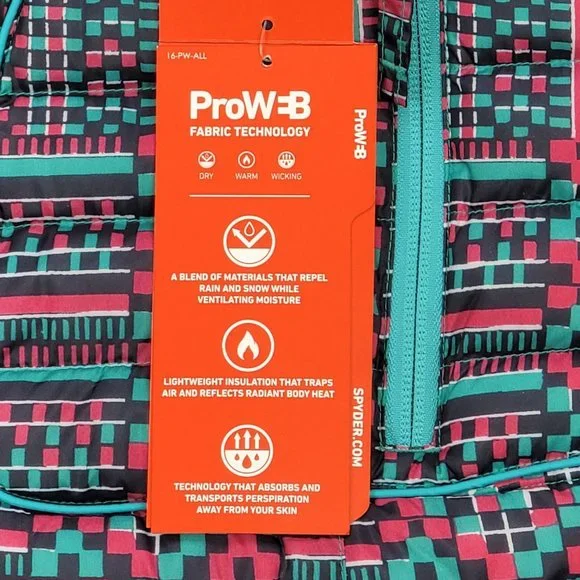 16-PW-ALL
ProWEB
FABRIC TECHNOLOGY
DRY
WARM
WICKING
A BLEND OF MATERIALS THAT REPEL
RAIN AND SNOW WHILE
VENTILATING MOISTURE
LIGHTWEIGHT INSULATION THAT TRAPS
AIR AND REFLECTS RADIANT BODY HEAT
TECHNOLOGY THAT ABSORBS AND
TRANSPORTS PERSPIRATION
AWAY FROM YOUR SKIN
ProWEB
SPYDER.COM